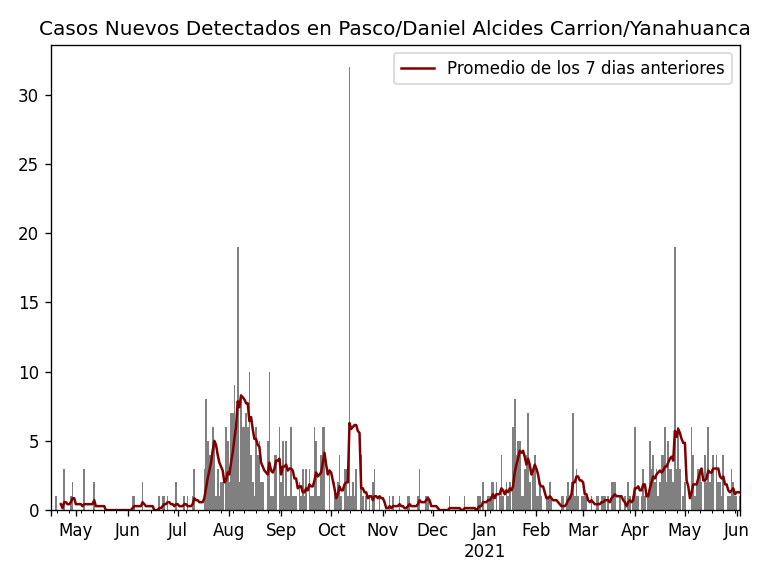 Casos Nuevos Detectados en Pasco/Daniel Alcides Carrion/Yanahuanca
Promedio de los 7 dias anteriores
30
25
20
15
10
5
0
May Jun Jul Aug Sep Oct Nov Dec Jan Feb Mar Apr May Jun
2021